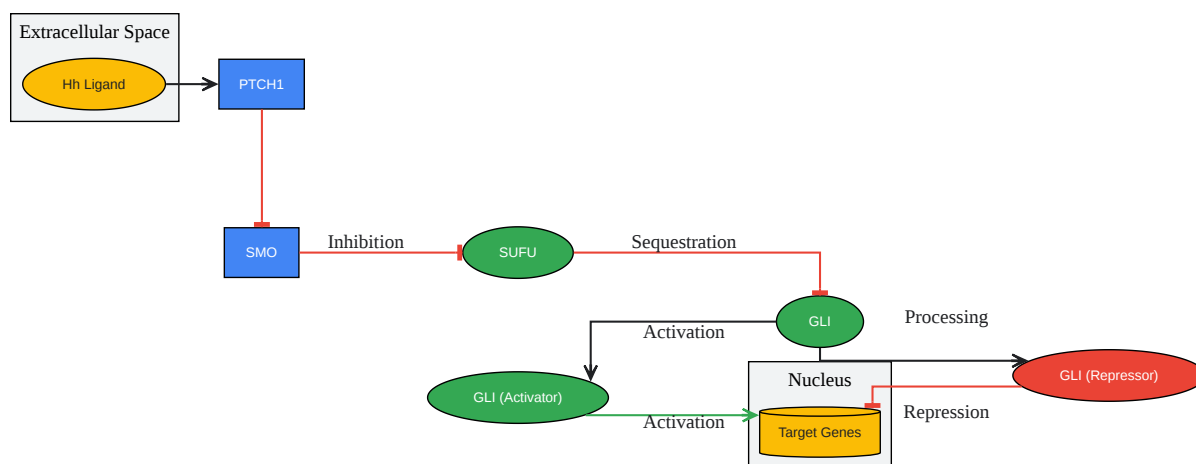 Extracellular Space
Hh Ligand
PTCH1
SMO
Inhibition
SUFU
Sequestration
GLI
Processing
Activation
GLI (Repressor)
Nucleus
GLI (Activator)
Repression
Activation
Target Genes